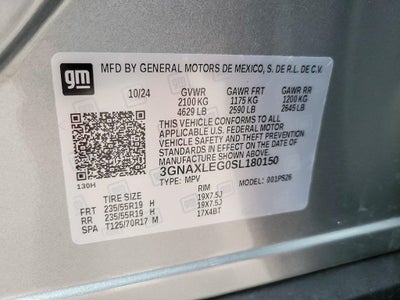 gm MFD BY GENERAL MOTORS DE MEXICO, S. DE R.L. DE C.V.
10/24 GVWR GAWR FRT GAWR RR
2100 KG 1175 KG 1200 KG
4629 LB 2590 LB 2645 LB
THIS VEHICLE CONFORMS TO ALL
APPLICABLE U.S. FEDERAL MOTOR
VEHICLE SAFETY AND THEFT PREVENTION
STANDARDS IN EFFECT ON THE DATE OF
MANUFACTURE SHOWN ABOVE.
3GNAXLEG0SL180150
130H TYPE: MPV MODEL: 001PS26
TIRE SIZE RIM
FRT 235/55R19 H 19X7.5J
RR 235/55R19 H 19X7.5J
SPA T125/70R17 M 17X4BT